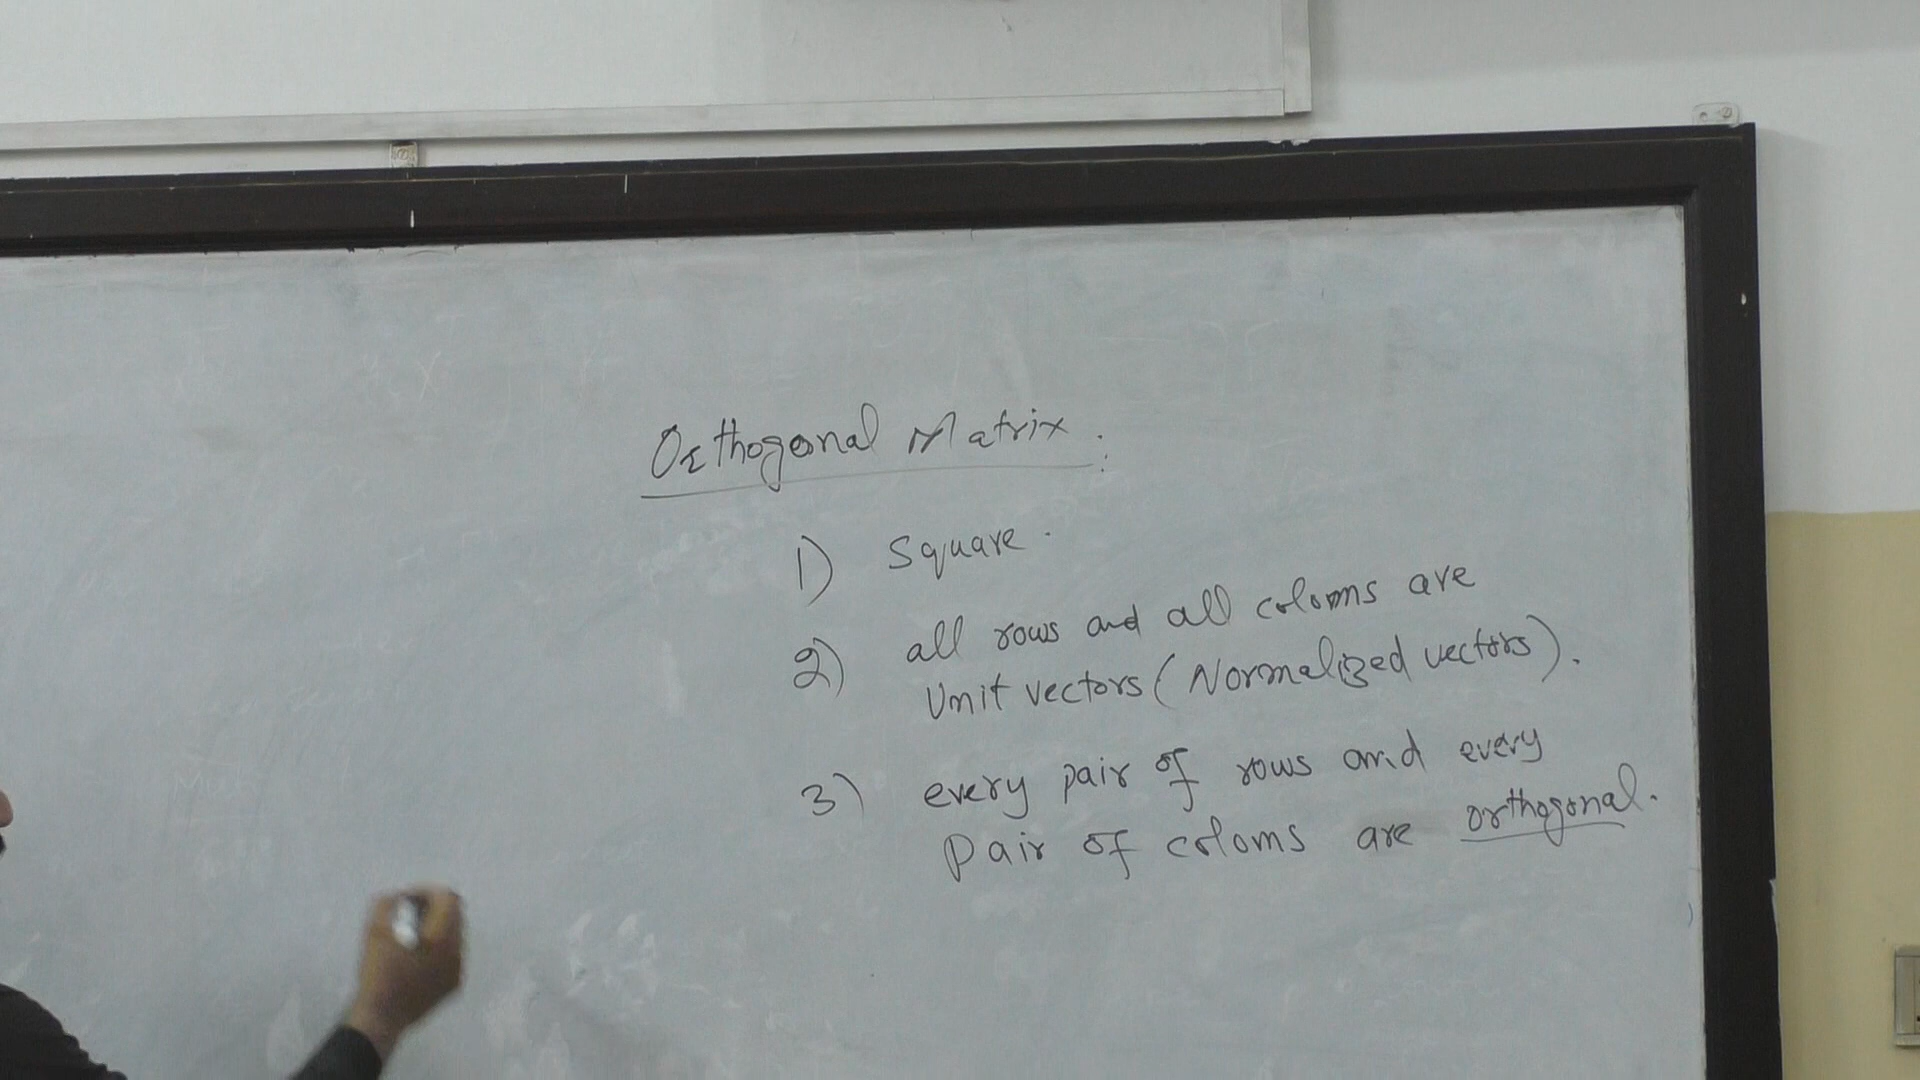 Orthogonal Matrix :
1) Square .
2) all rows and all coloms are
Unit vectors ( Normalized vectors ) .
3) every pair of rows and every
Pair of coloms are orthogonal.